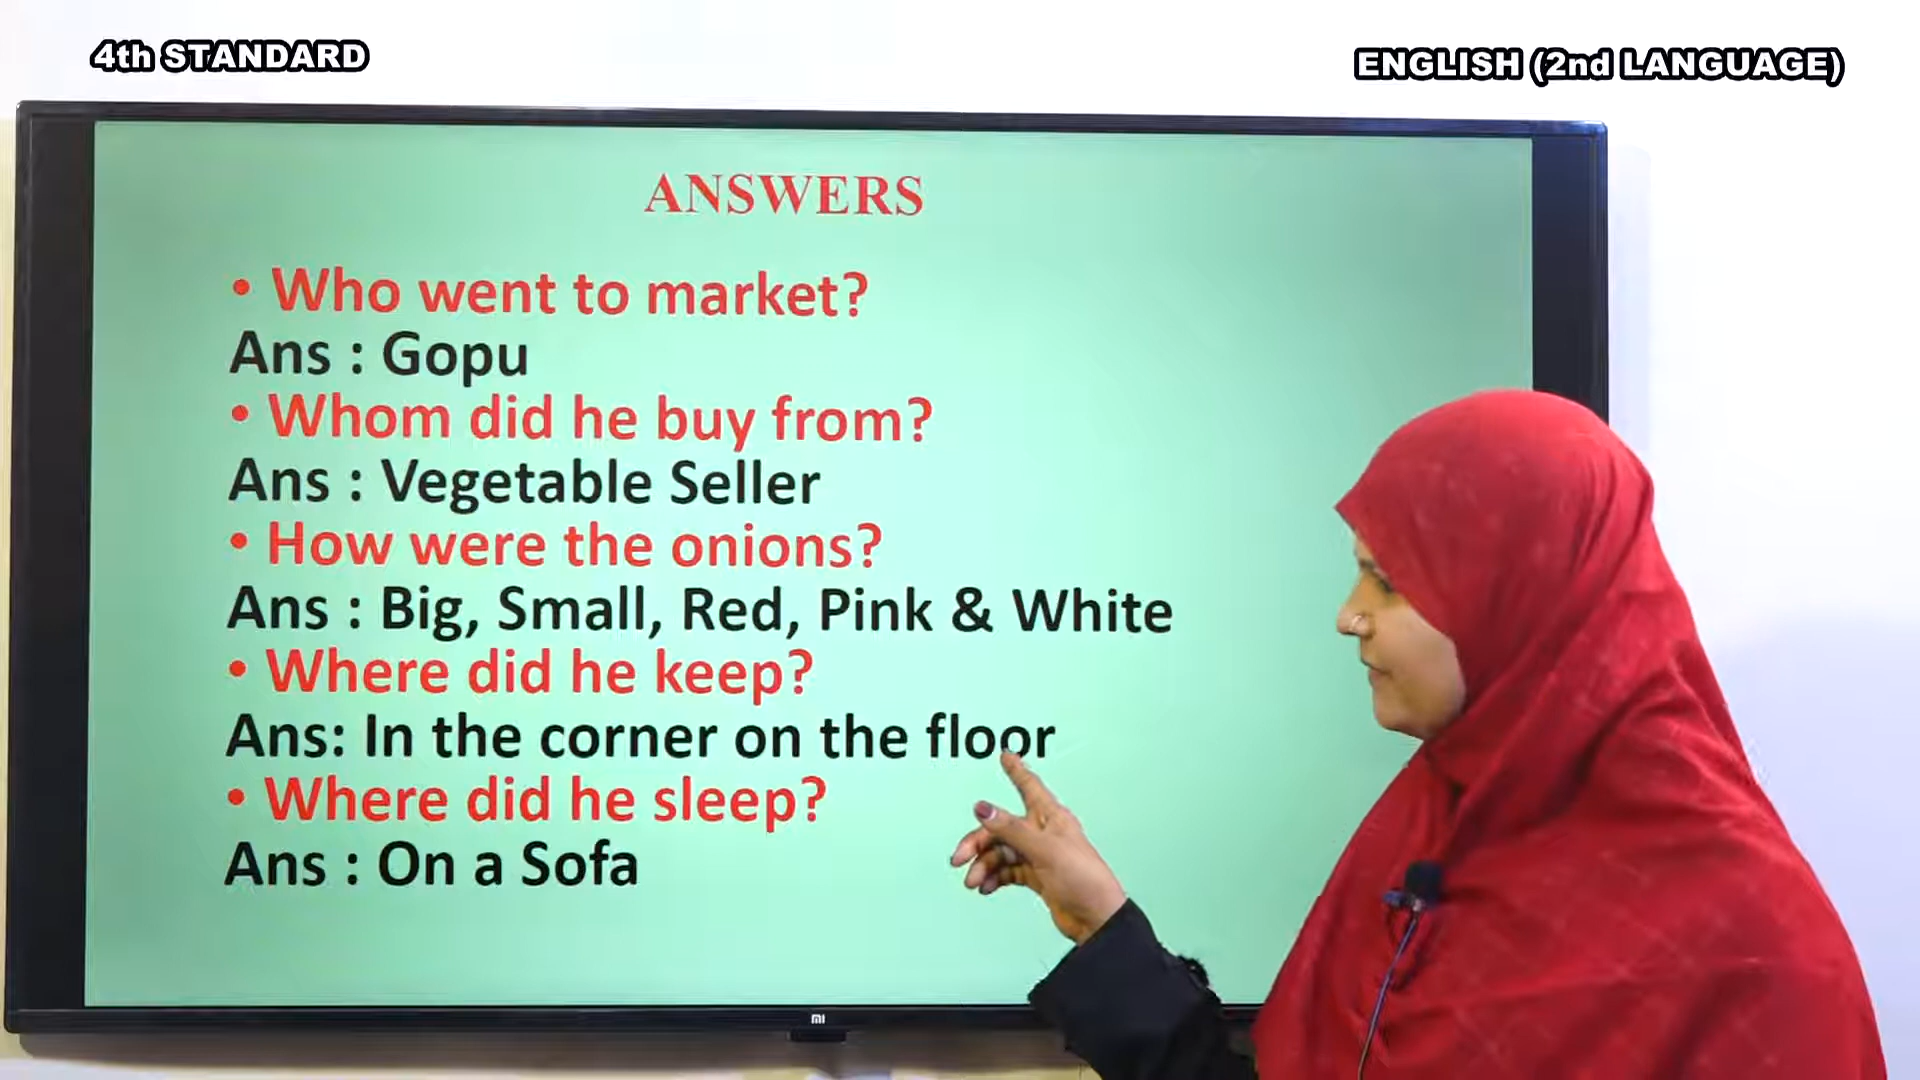 4th STANDARD
ENGLISH (2nd LANGUAGE)
ANSWERS
• Who went to market?
Ans : Gopu
• Whom did he buy from?
Ans : Vegetable Seller
• How were the onions?
Ans : Big, Small, Red, Pink & White
• Where did he keep?
Ans: In the corner on the floor
• Where did he sleep?
Ans : On a Sofa
mi